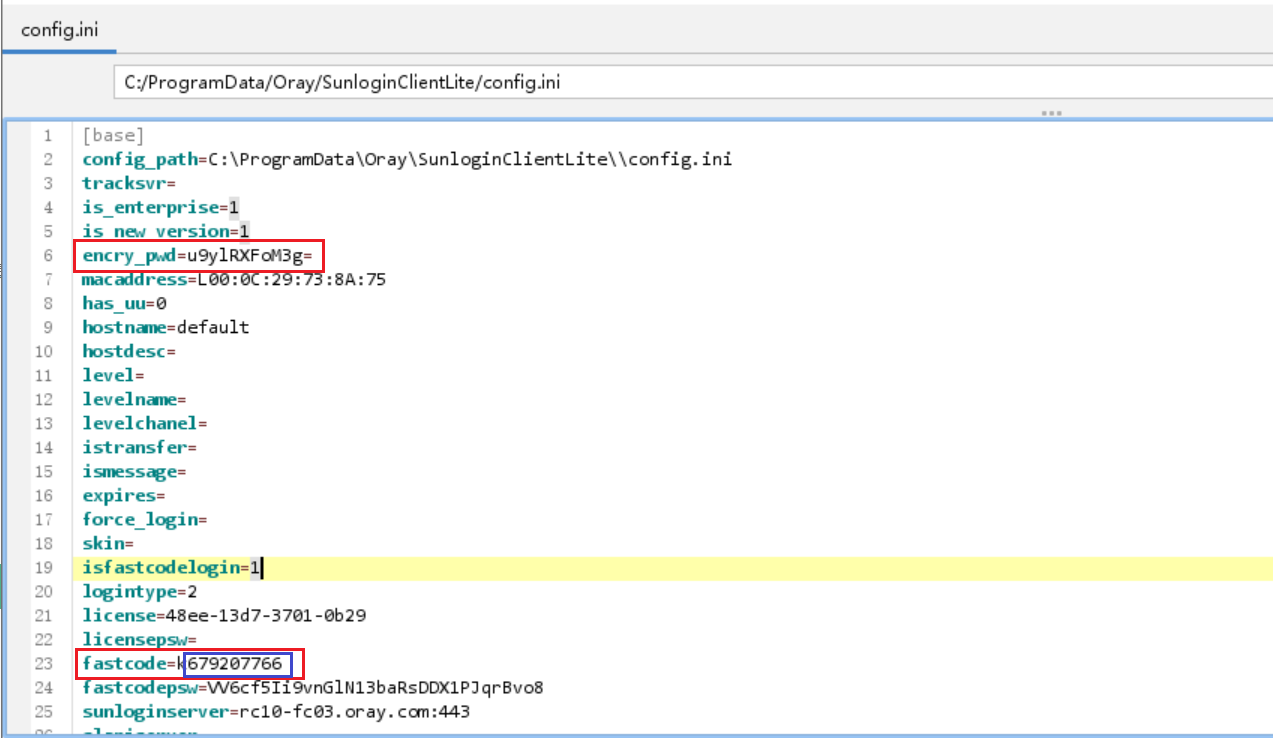 config.ini
C:/ProgramData/Oray/SunloginClientLite/config.ini
1 [base]
2 config_path=C:\ProgramData\Oray\SunloginClientLite\\config.ini
3 tracksvr=
4 is_enterprise=1
5 is_new_version=1
6 encry_pwd=u9ylRXFoM3g=
7 macaddress=L00:0C:29:73:8A:75
8 has_uu=0
9 hostname=default
10 hostdesc=
11 level=
12 levelname=
13 levelchanel=
14 istransfer=
15 ismessage=
16 expires=
17 force_login=
18 skin=
19 isfastcodelogin=1
20 logintype=2
21 license=48ee-13d7-3701-0b29
22 licensepsw=
23 fastcode=k679207766
24 fastcodepsw=VV6cf5Ii9vnGlN13baRsDDX1PJqrBvo8
25 sunloginserver=rc10-fc03.oray.com:443